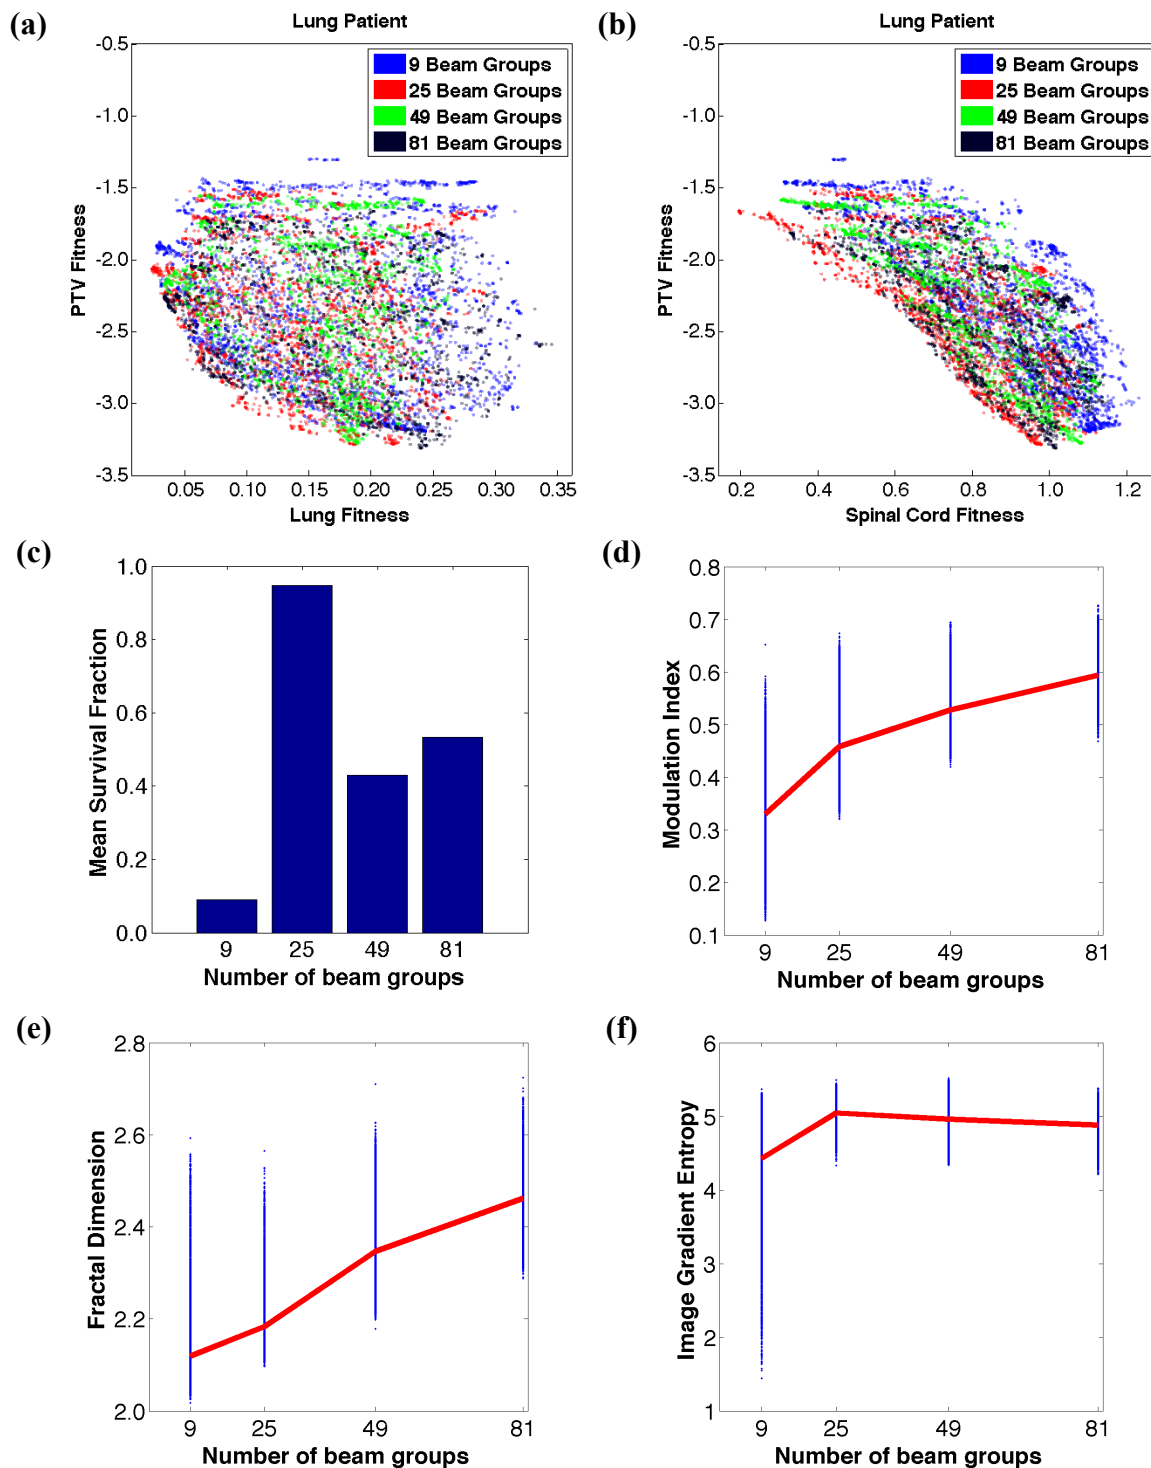 (a)
Lung Patient
-0.5
-1.0
-1.5
-2.0
-2.5
-3.0
-3.5
PTV Fitness
9 Beam Groups
25 Beam Groups
49 Beam Groups
81 Beam Groups
0.05 0.10 0.15 0.20 0.25 0.30 0.35
Lung Fitness
(b)
Lung Patient
-0.5
-1.0
-1.5
-2.0
-2.5
-3.0
-3.5
PTV Fitness
9 Beam Groups
25 Beam Groups
49 Beam Groups
81 Beam Groups
0.2 0.4 0.6 0.8 1.0 1.2
Spinal Cord Fitness
(c)
1.0
0.8
0.6
0.4
0.2
0.0
Mean Survival Fraction
9 25 49 81
Number of beam groups
(d)
0.8
0.7
0.6
0.5
0.4
0.3
0.2
0.1
Modulation Index
9 25 49 81
Number of beam groups
(e)
2.8
2.6
2.4
2.2
2.0
Fractal Dimension
9 25 49 81
Number of beam groups
(f)
6
5
4
3
2
1
Image Gradient Entropy
9 25 49 81
Number of beam groups